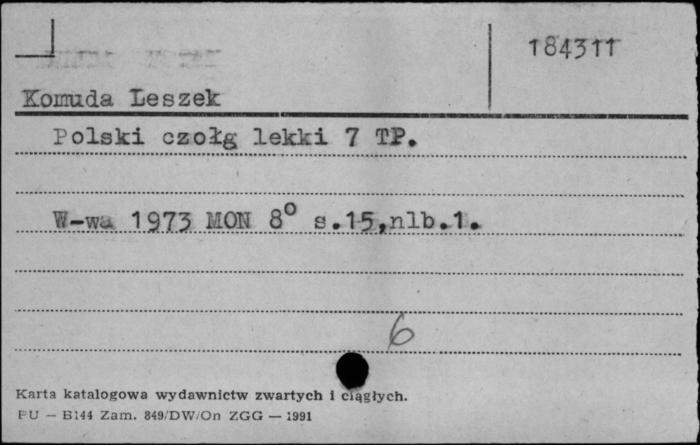 184311
Komuda Leszek
Polski czołg lekki 7 TP.
W-wa 1973 MON 8° s.15,nlb.1.
6
Karta katalogowa wydawnictw zwartych i ciągłych.
PU — B144 Zam. 849/DW/On ZGG — 1991